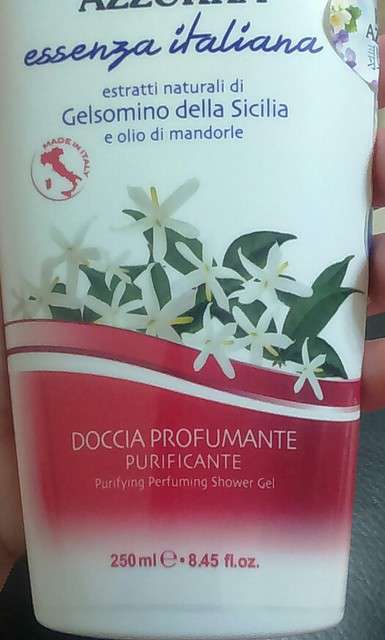 essenza italiana
estratti naturali di
Gelsomino della Sicilia
e olio di mandorle
MADE IN ITALY
DOCCIA PROFUMANTE
PURIFICANTE
Purifying Perfuming Shower Gel
250 ml ℮ • 8.45 fl.oz.